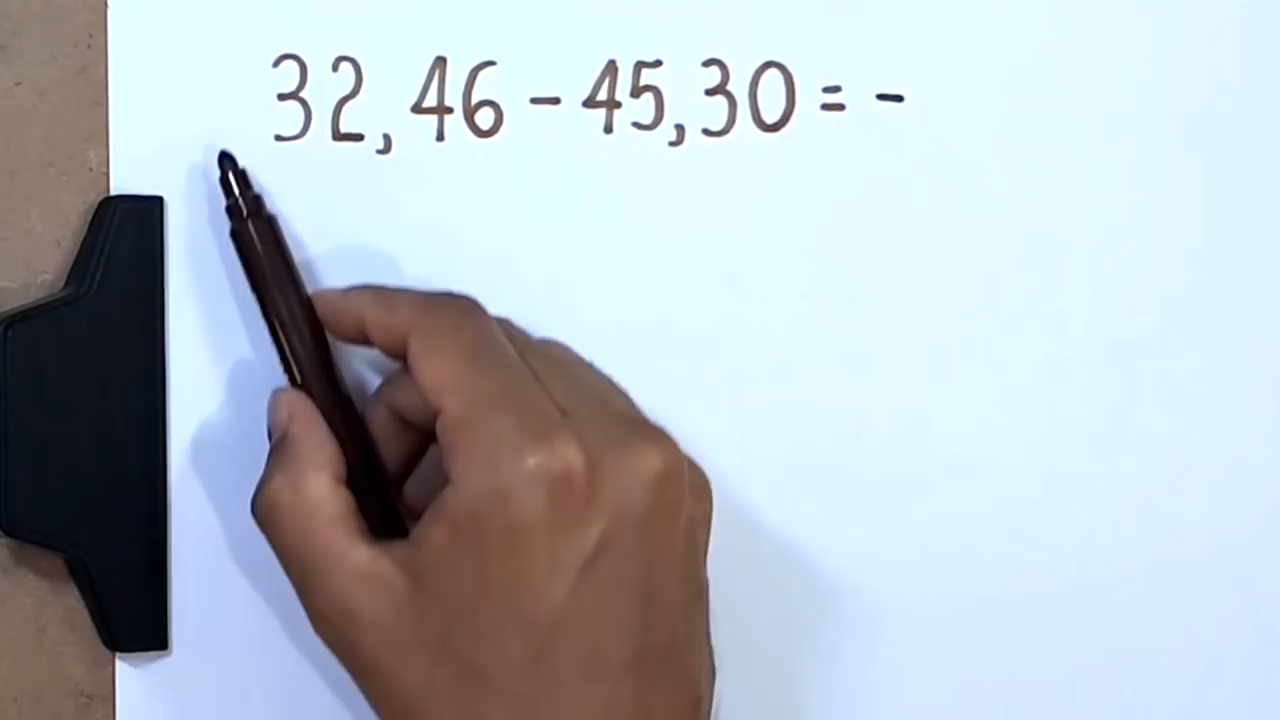 32,46 - 45,30 = -